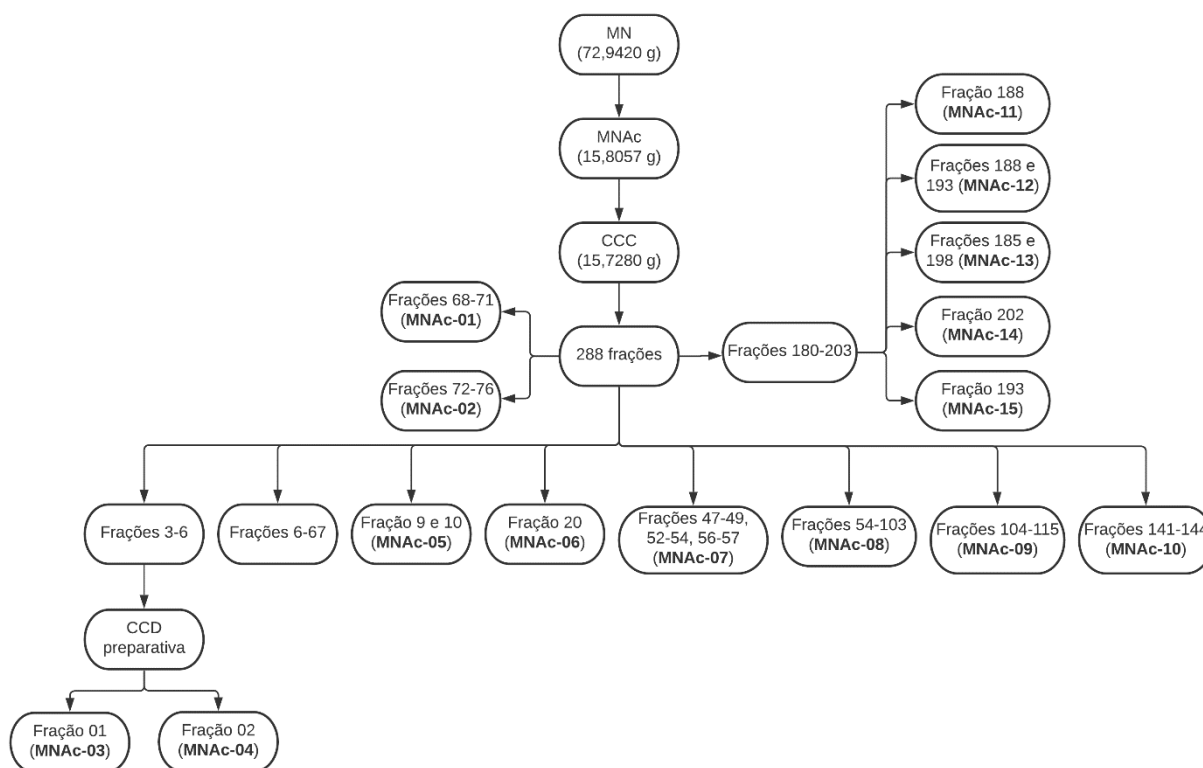 MN
(72,9420 g)
MNAc
(15,8057 g)
CCC
(15,7280 g)
288 frações
Frações 68-71
(MNAc-01)
Frações 72-76
(MNAc-02)
Frações 180-203
Fração 188
(MNAc-11)
Frações 188 e
193 (MNAc-12)
Frações 185 e
198 (MNAc-13)
Fração 202
(MNAc-14)
Fração 193
(MNAc-15)
Frações 3-6
Frações 6-67
Fração 9 e 10
(MNAc-05)
Fração 20
(MNAc-06)
Frações 47-49,
52-54, 56-57
(MNAc-07)
Frações 54-103
(MNAc-08)
Frações 104-115
(MNAc-09)
Frações 141-144
(MNAc-10)
CCD
preparativa
Fração 01
(MNAc-03)
Fração 02
(MNAc-04)